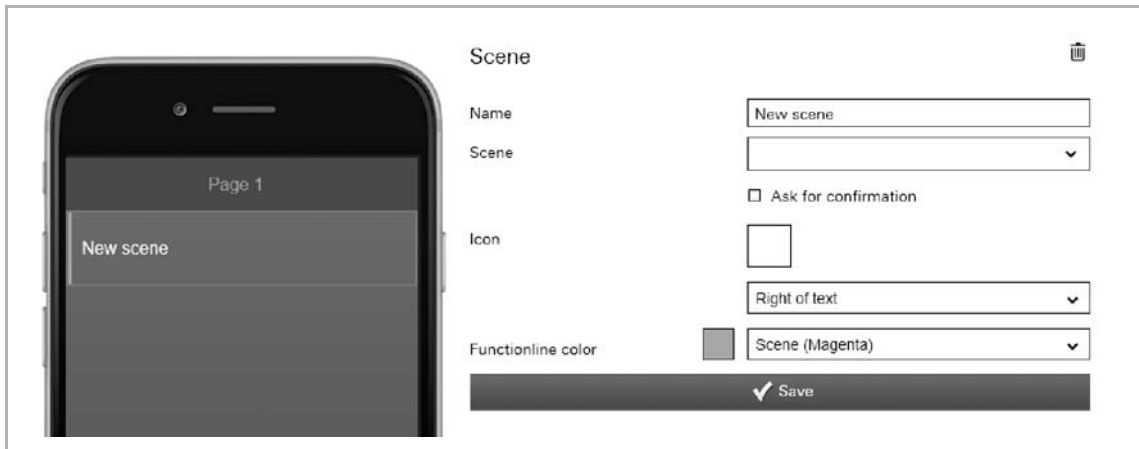 Page 1
New scene
Scene
Name
New scene
Scene
Ask for confirmation
Icon
Right of text
Functionline color
Scene (Magenta)
Save